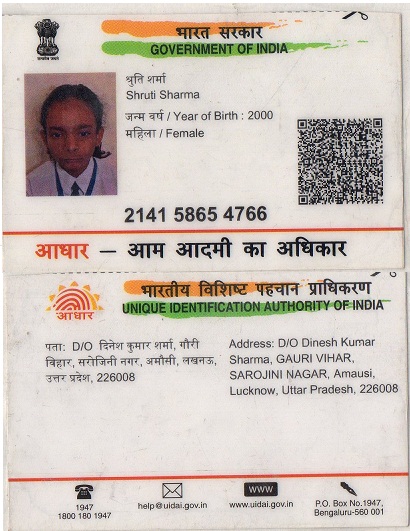 भारत सरकार
GOVERNMENT OF INDIA
श्रुति शर्मा
Shruti Sharma
जन्म वर्ष / Year of Birth : 2000
महिला / Female
2141 5865 4766
आधार – आम आदमी का अधिकार
भारतीय विशिष्ट पहचान प्राधिकरण
UNIQUE IDENTIFICATION AUTHORITY OF INDIA
आधार
पता: D/O दिनेश कुमार शर्मा, गौरी
विहार, सरोजिनी नगर, अमौसी, लखनऊ,
उत्तर प्रदेश, 226008
Address: D/O Dinesh Kumar
Sharma, GAURI VIHAR,
SAROJINI NAGAR, Amausi,
Lucknow, Uttar Pradesh, 226008
1947
1800 180 1947
help@uidai.gov.in
WWW
www.uidai.gov.in
P.O. Box No.1947,
Bengaluru-560 001